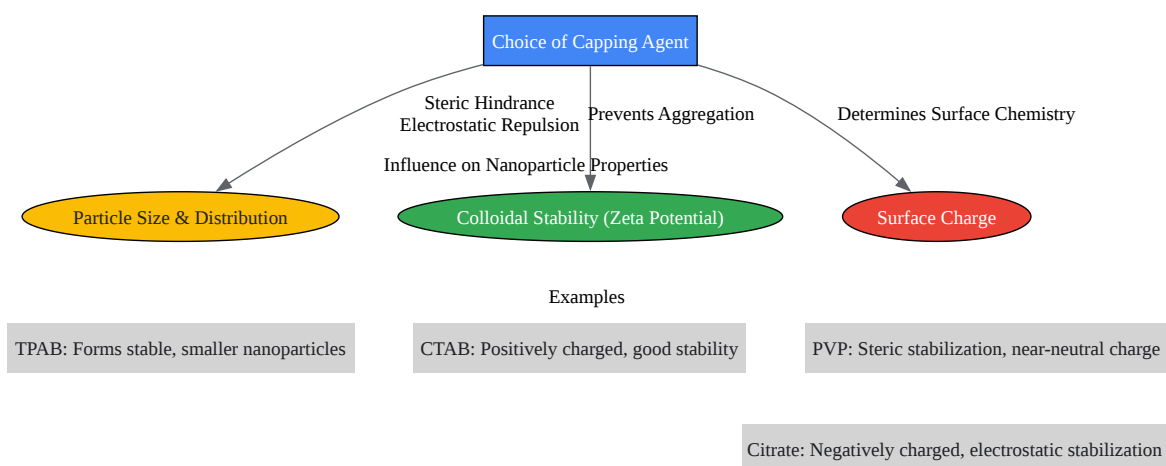 Choice of Capping Agent
Steric Hindrance
Electrostatic Repulsion
Prevents Aggregation
Determines Surface Chemistry
Influence on Nanoparticle Properties
Particle Size & Distribution
Colloidal Stability (Zeta Potential)
Surface Charge
Examples
TPAB: Forms stable, smaller nanoparticles
CTAB: Positively charged, good stability
PVP: Steric stabilization, near-neutral charge
Citrate: Negatively charged, electrostatic stabilization